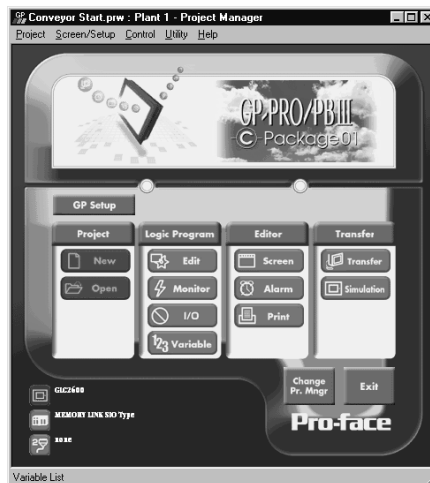 Conveyor Start.prw : Plant 1 - Project Manager
Project Screen/Setup Control Utility Help
GP-PRO/PBIII
C-Package01
GP Setup
Project Logic Program Editor Transfer
New Edit Screen Transfer
Open Monitor Alarm Simulation
I/O Print
123 Variable
Change Pr. Mngr Exit
GLC2600
MEMORY LINK SIO Type
none
Pro-face
Variable List